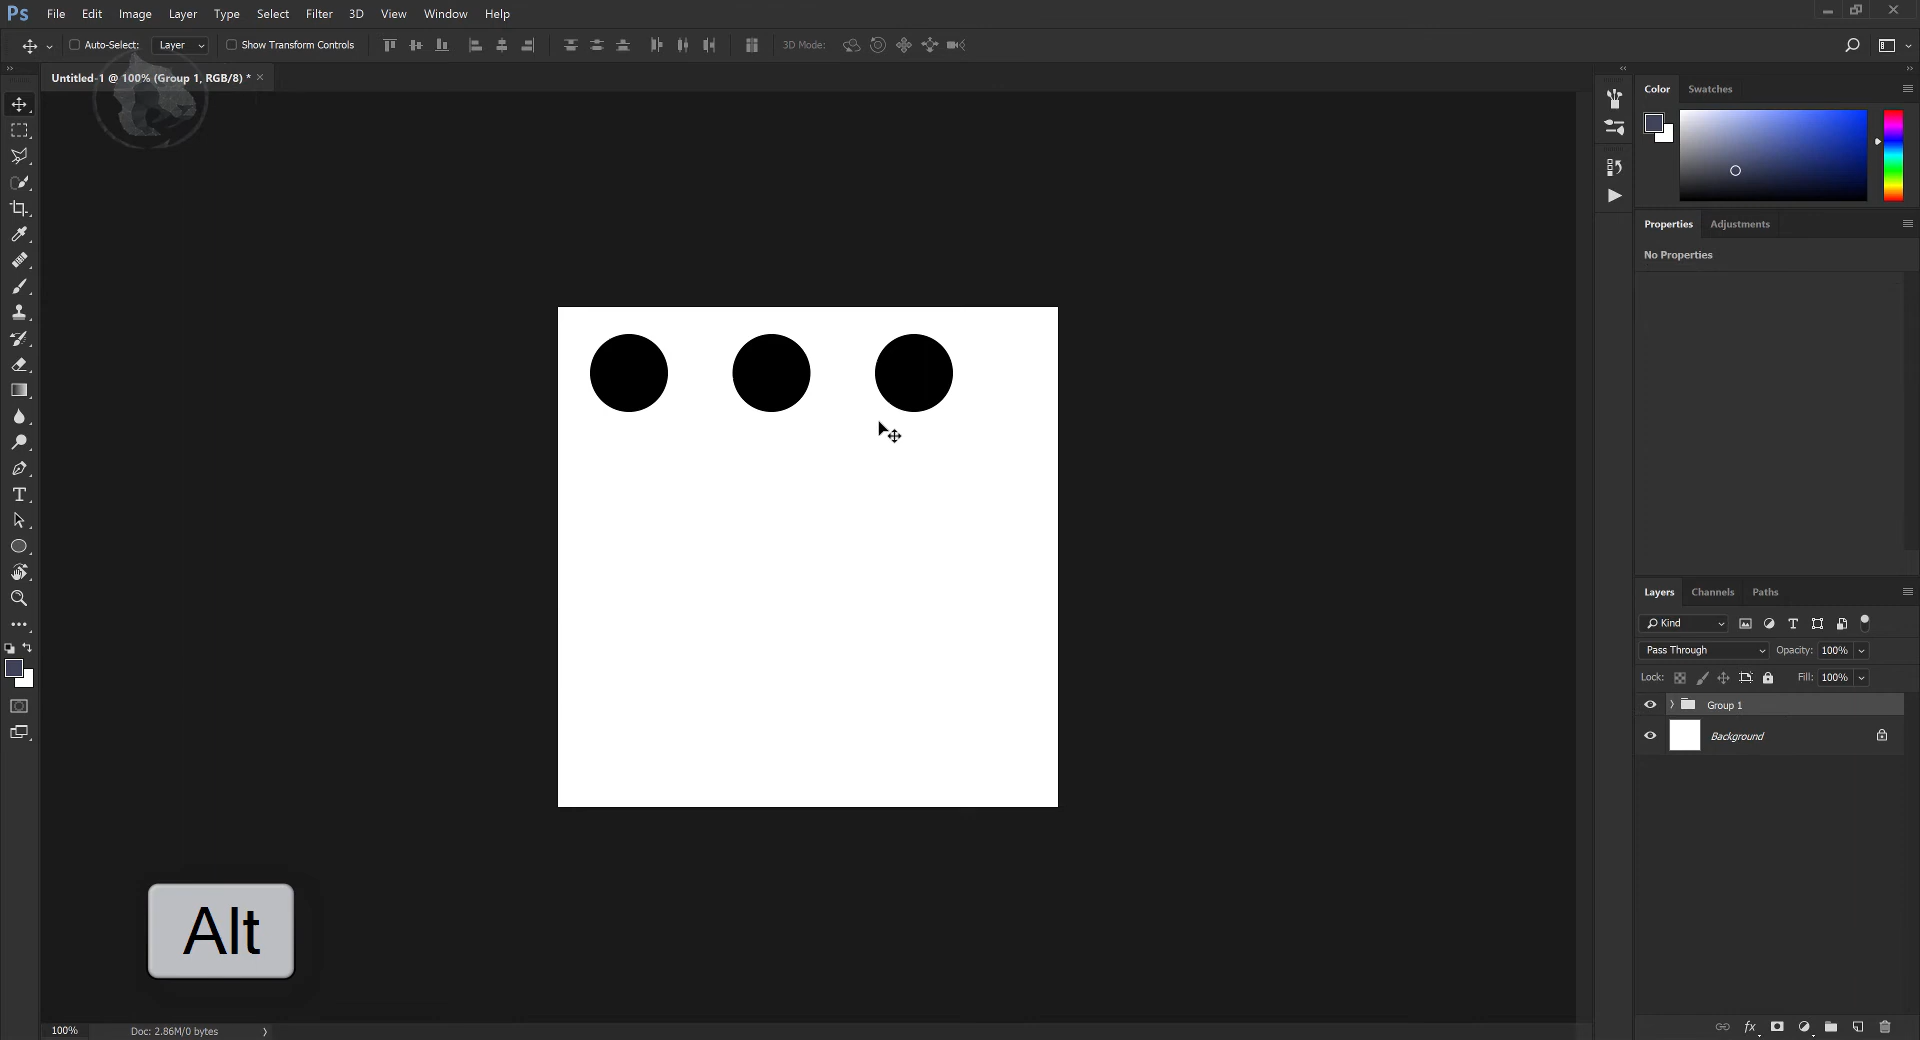 Ps File Edit Image Layer Type Select Filter 3D View Window Help
Auto-Select: Layer Show Transform Controls 3D Mode:
Untitled-1 @ 100% (Group 1, RGB/8) *
Color Swatches
Properties Adjustments
No Properties
Layers Channels Paths
Kind
Pass Through Opacity: 100%
Lock: Fill: 100%
Group 1
Background
Alt
100% Doc: 2.86M/0 bytes